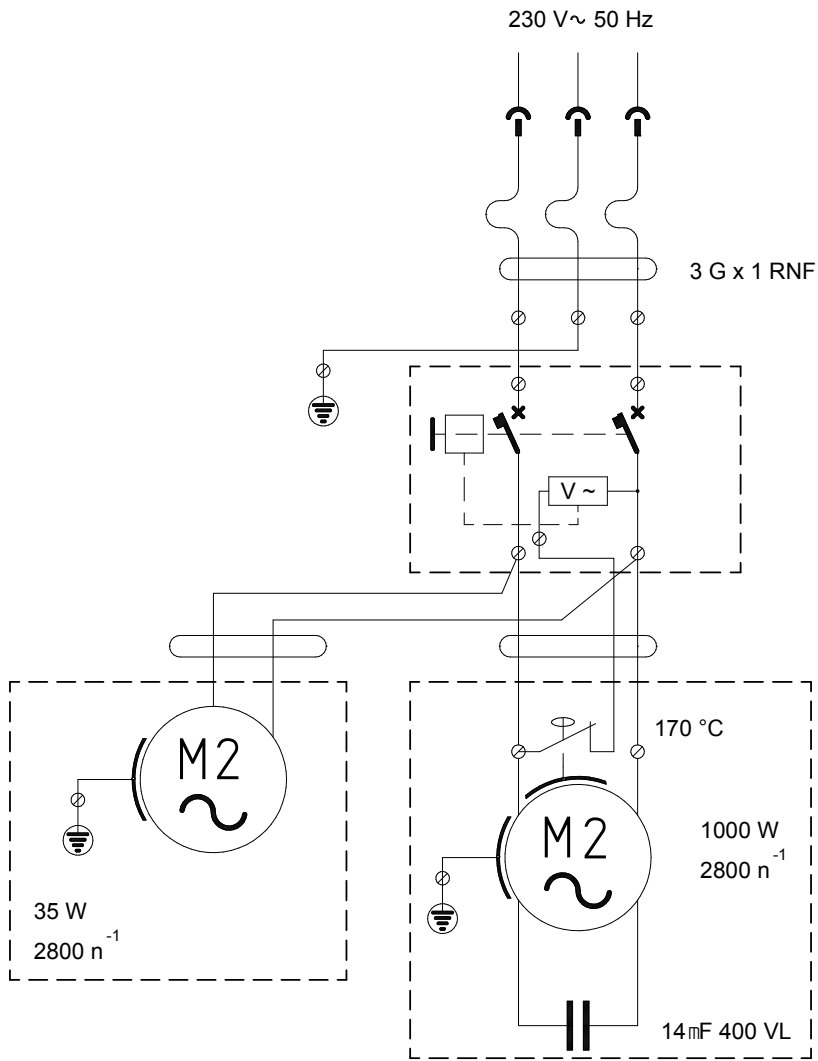 230 V~ 50 Hz
3 G x 1 RNF
V ~
170 °C
M2
M2
1000 W
2800 n⁻¹
35 W
2800 n⁻¹
14㎌ 400 VL